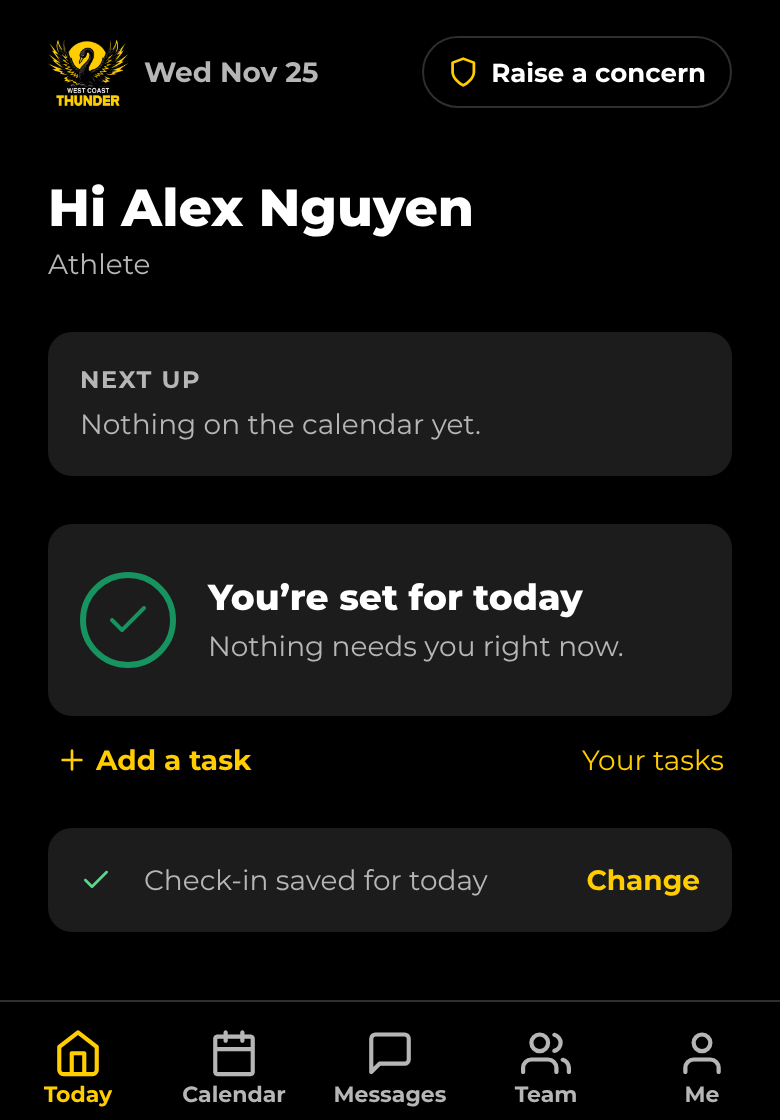 WEST COAST
THUNDER
Wed Nov 25
Raise a concern
Hi Alex Nguyen
Athlete
NEXT UP
Nothing on the calendar yet.
You’re set for today
Nothing needs you right now.
+ Add a task
Your tasks
Check-in saved for today
Change
Today
Calendar
Messages
Team
Me